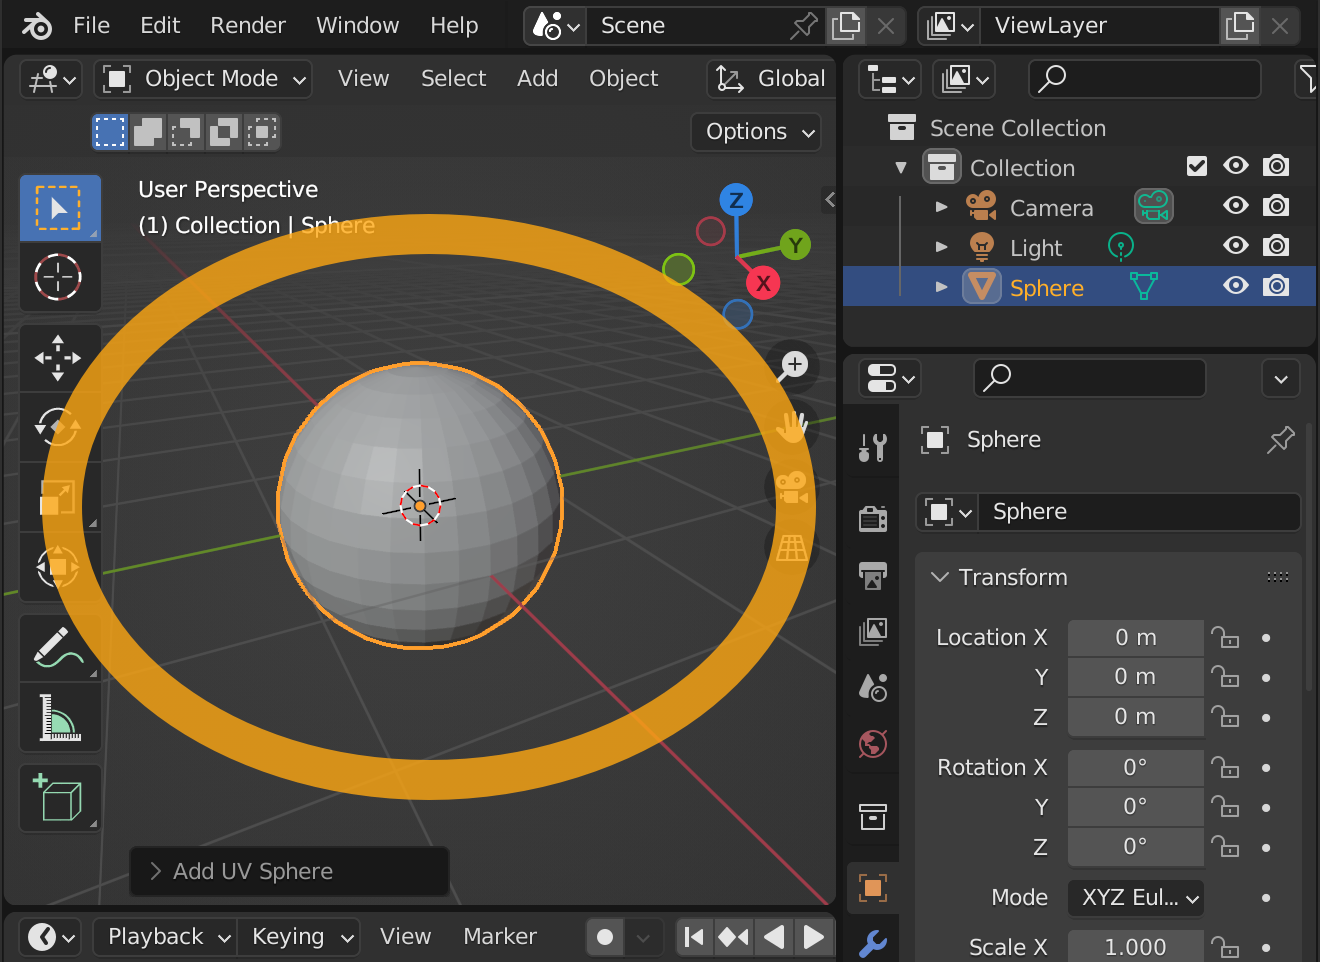 File Edit Render Window Help Scene ViewLayer
Object Mode View Select Add Object Global
Options
User Perspective
(1) Collection | Sphere
Z
Y
X
Add UV Sphere
Playback Keying View Marker
Scene Collection
Collection
Camera
Light
Sphere
Sphere
Sphere
Transform
Location X 0 m
Y 0 m
Z 0 m
Rotation X 0°
Y 0°
Z 0°
Mode XYZ Eul...
Scale X 1.000